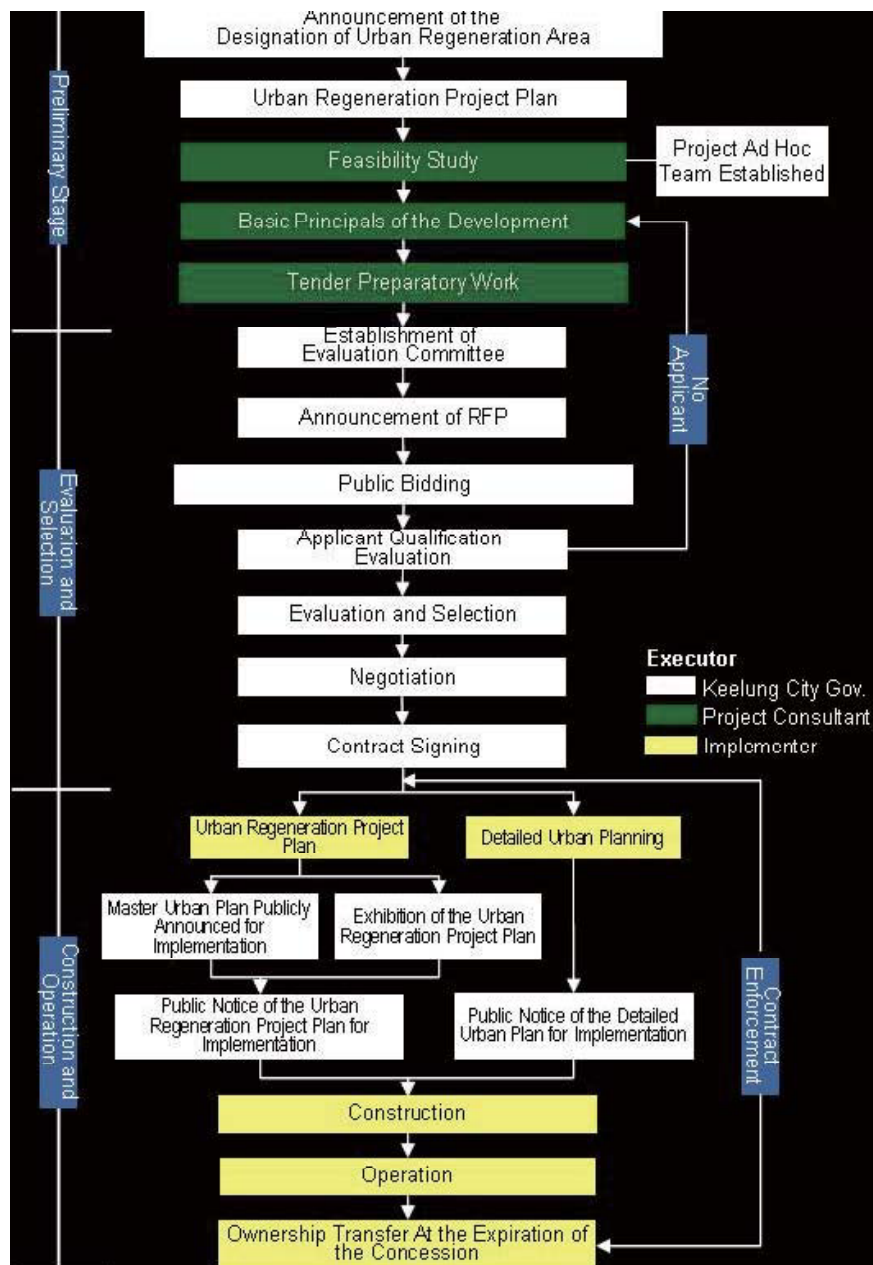 Announcement of the
Designation of Urban Regeneration Area
Preliminary Stage
Urban Regeneration Project Plan
Feasibility Study
Project Ad Hoc
Team Established
Basic Principals of the Development
Tender Preparatory Work
Establishment of
Evaluation Committee
No
Applicant
Announcement of RFP
Evaluation and
Selection
Public Bidding
Applicant Qualification
Evaluation
Evaluation and Selection
Negotiation
Contract Signing
Executor
Keelung City Gov.
Project Consultant
Implementer
Urban Regeneration Project
Plan
Detailed Urban Planning
Master Urban Plan Publicly
Announced for
Implementation
Exhibition of the Urban
Regeneration Project Plan
Construction and
Operation
Contract
Enforcement
Public Notice of the Urban
Regeneration Project Plan for
Implementation
Public Notice of the Detailed
Urban Plan for Implementation
Construction
Operation
Ownership Transfer At the Expiration of
the Concession